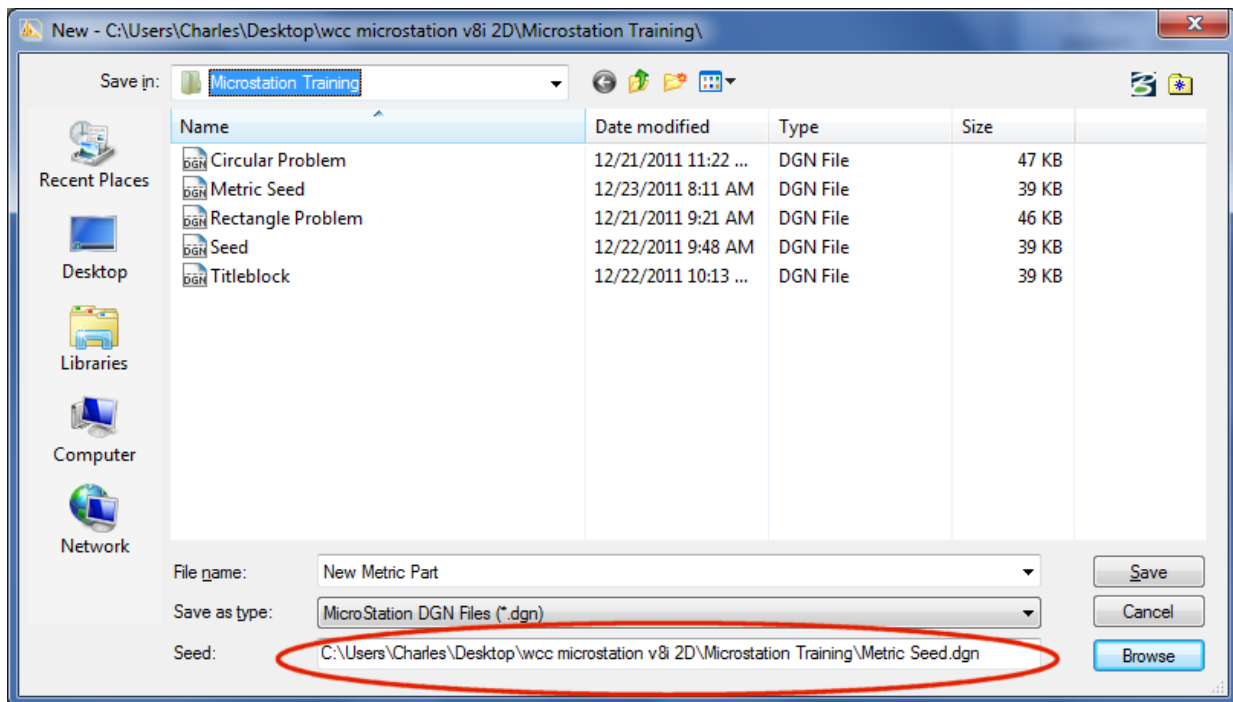 New - C:\Users\Charles\Desktop\wcc microstation v8i 2D\Microstation Training\
Save in: Microstation Training
Name Date modified Type Size
Circular Problem 12/21/2011 11:22 ... DGN File 47 KB
Metric Seed 12/23/2011 8:11 AM DGN File 39 KB
Rectangle Problem 12/21/2011 9:21 AM DGN File 46 KB
Seed 12/22/2011 9:48 AM DGN File 39 KB
Titleblock 12/22/2011 10:13 ... DGN File 39 KB
Recent Places
Desktop
Libraries
Computer
Network
File name: New Metric Part Save
Save as type: MicroStation DGN Files (*.dgn) Cancel
Seed: C:\Users\Charles\Desktop\wcc microstation v8i 2D\Microstation Training\Metric Seed.dgn Browse